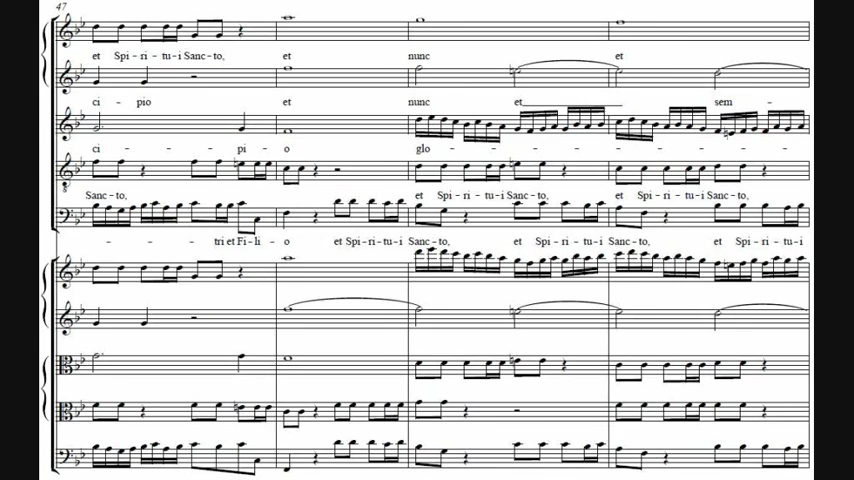 47
et Spi - ri - tu - i Sanc - to, et nunc et
ci - pio et nunc et sem -
ci - pi - o glo -
Sanc - to, et Spi - ri - tu - i Sanc - to, et Spi - ri - tu - i Sanc - to,
tri et Fi - li - o et Spi - ri - tu - i Sanc - to, et Spi - ri - tu - i Sanc - to, et Spi - ri - tu - i